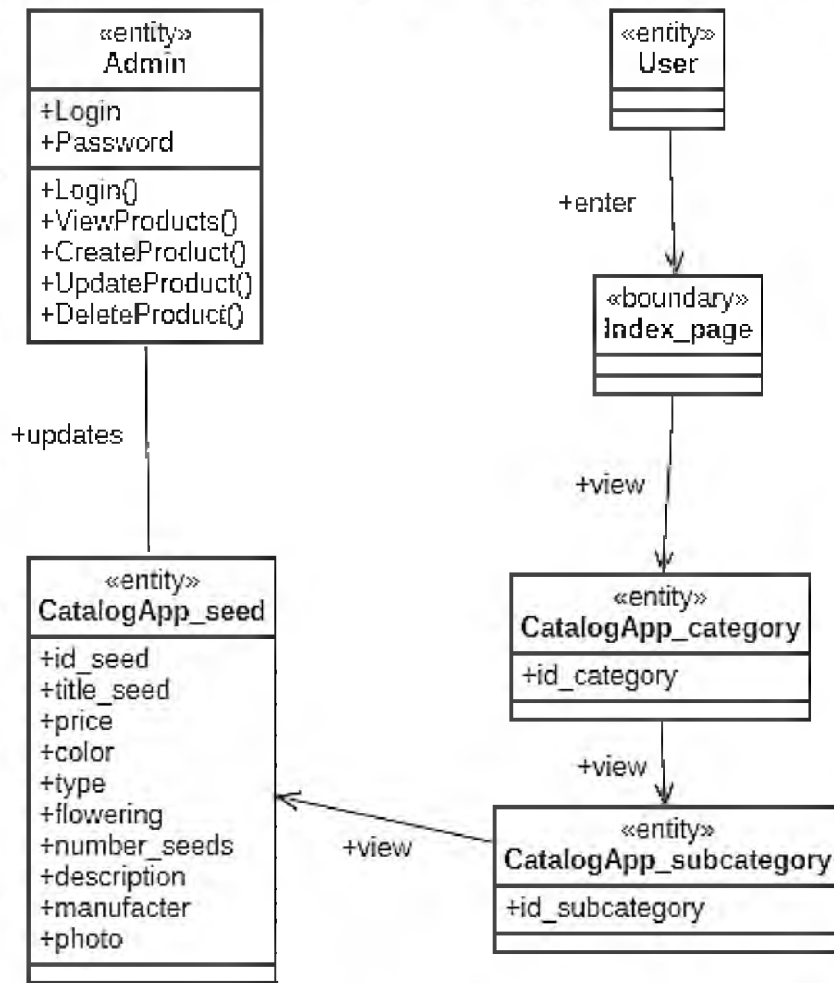 «entity»
Admin
+Login
+Password
+Login()
+ViewProducts()
+CreateProduct()
+UpdateProduct()
+DeleteProduct()
+updates
«entity»
CatalogApp_seed
+id_seed
+title_seed
+price
+color
+type
+flowering
+number_seeds
+description
+manufacter
+photo
«entity»
User
+enter
«boundary»
Index_page
+view
«entity»
CatalogApp_category
+id_category
+view
«entity»
CatalogApp_subcategory
+id_subcategory
+view